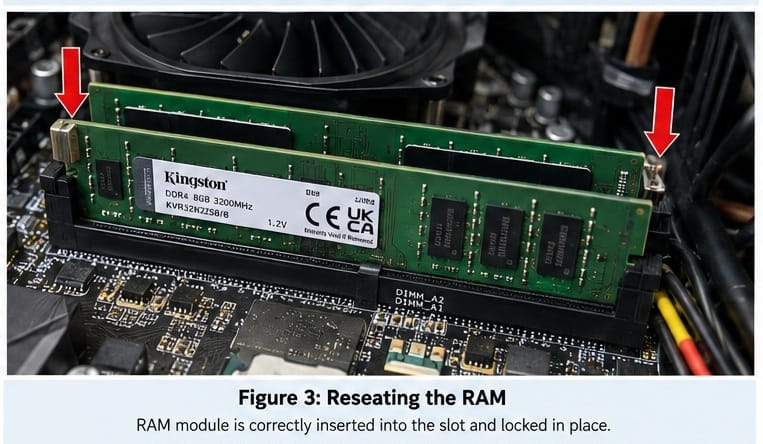 Kingston
DDR4 8GB 3200MHz
KVR32N22S8/8
1.2V
CE UK
CA
DIMM_A2
DIMM_A1
Figure 3: Reseating the RAM
RAM module is correctly inserted into the slot and locked in place.